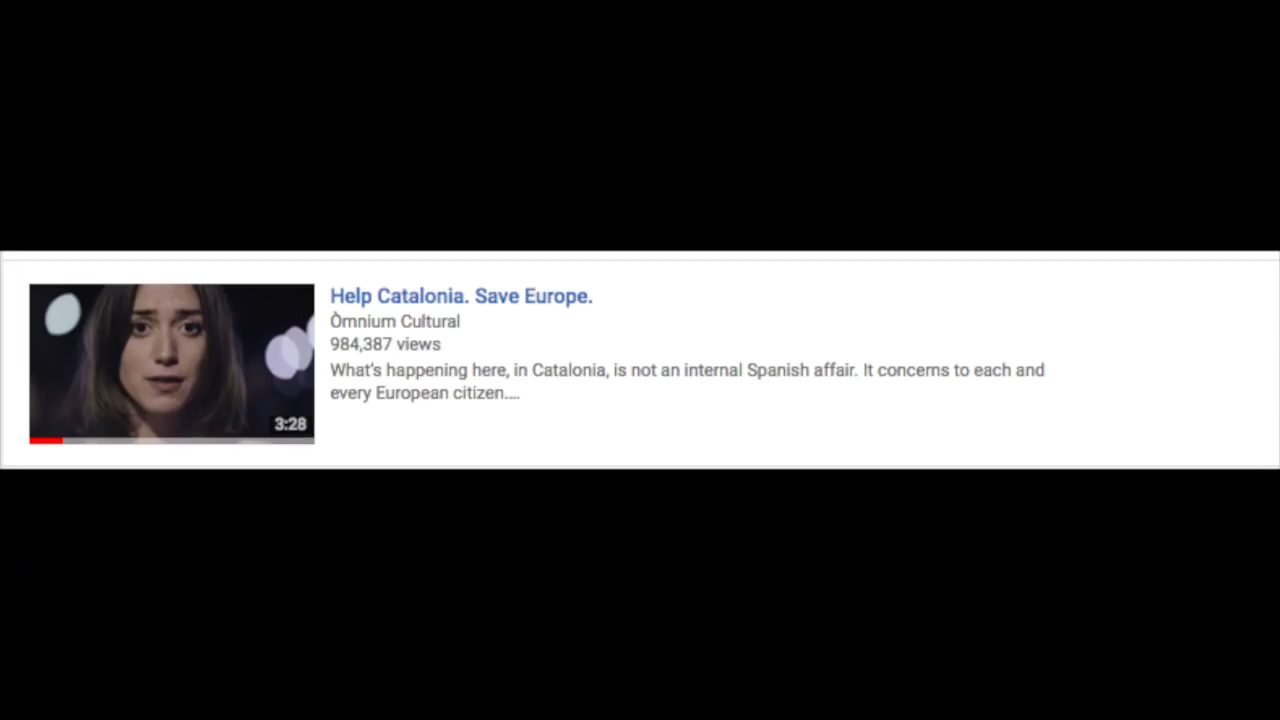 Help Catalonia. Save Europe.
Òmnium Cultural
984,387 views
What's happening here, in Catalonia, is not an internal Spanish affair. It concerns to each and
every European citizen....
3:28